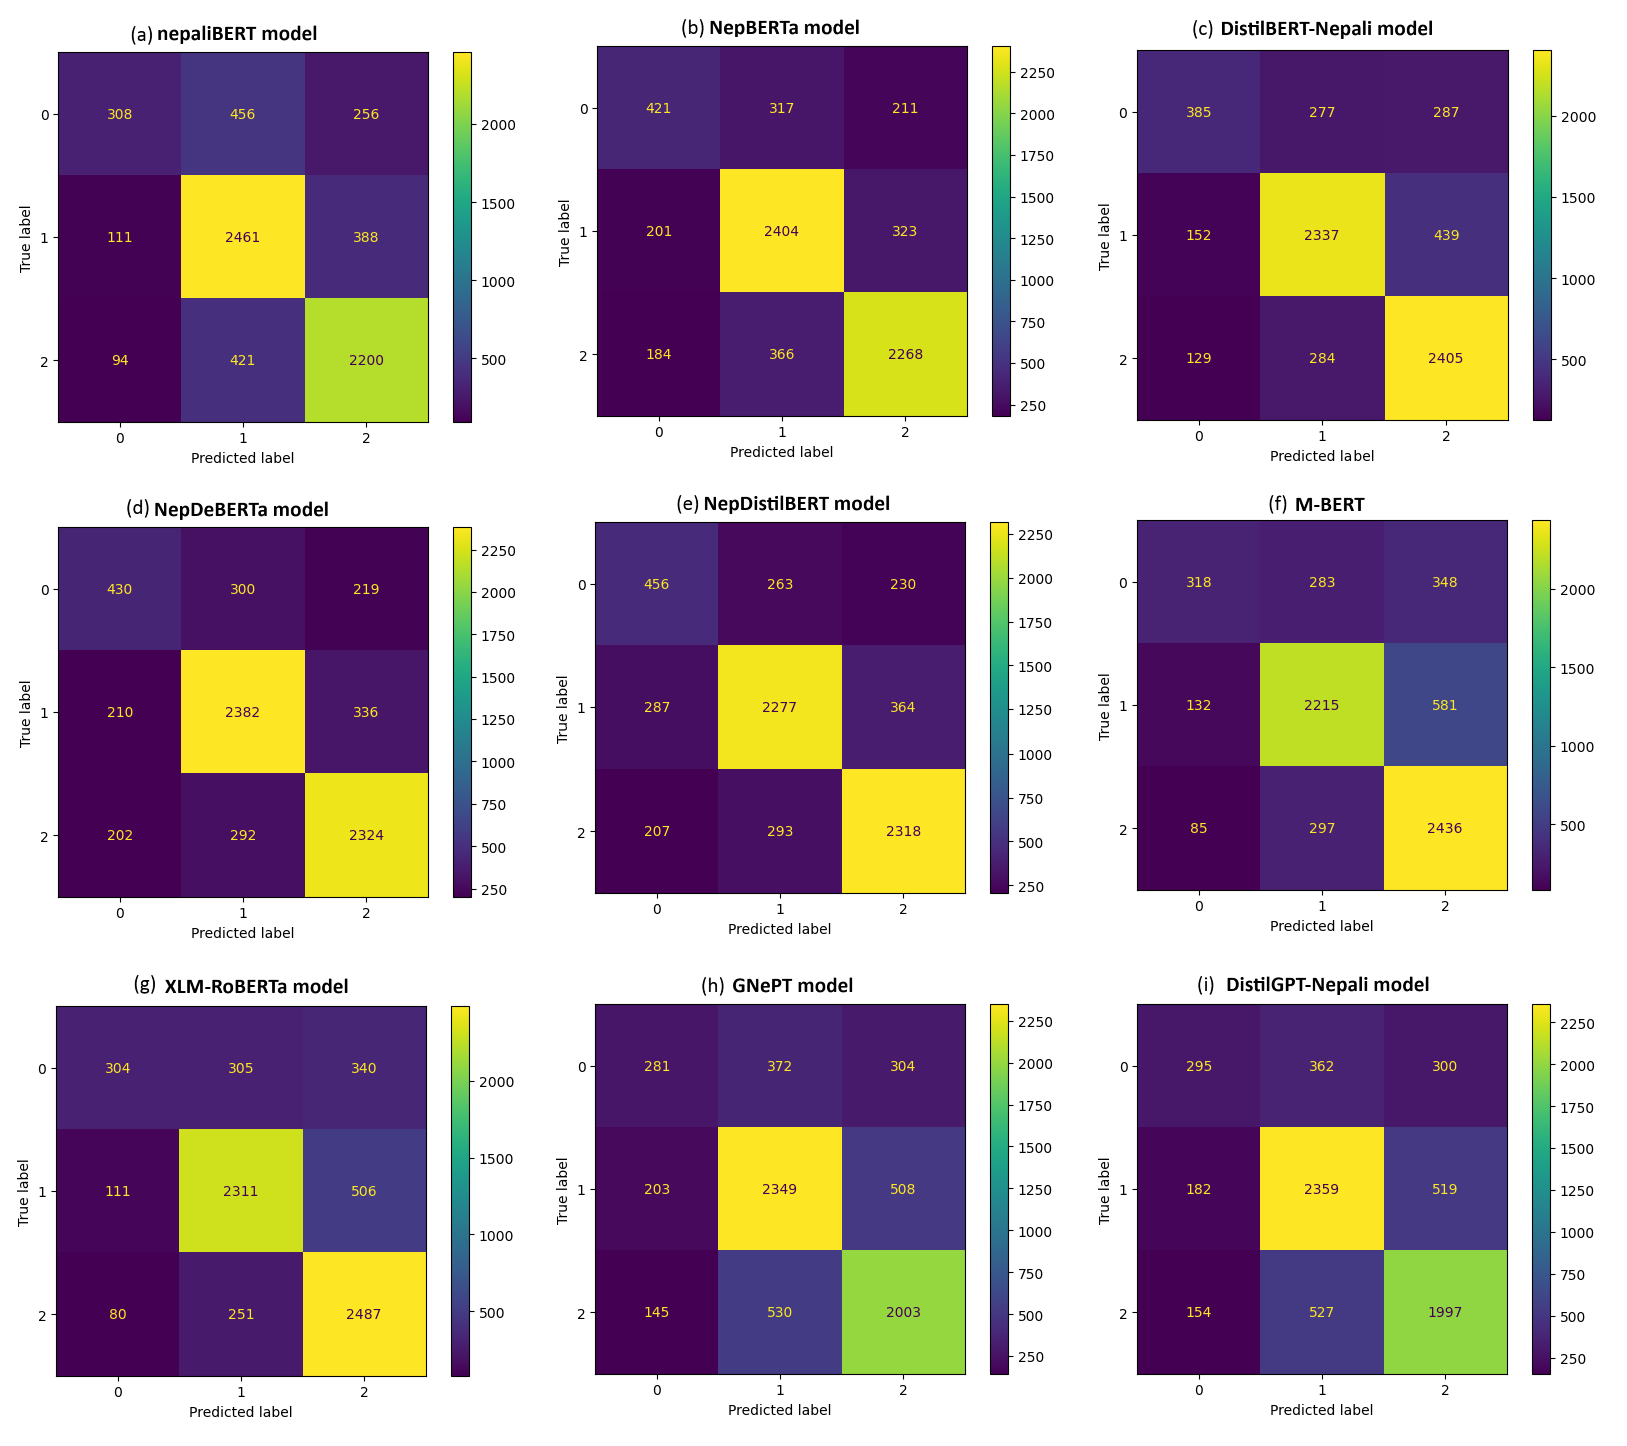 (a) nepaliBERT model
0 308 456 256
1 111 2461 388
2 94 421 2200
0 1 2
Predicted label
True label
2000
1500
1000
500
(b) NepBERTa model
0 421 317 211
1 201 2404 323
2 184 366 2268
0 1 2
Predicted label
True label
2250
2000
1750
1500
1250
1000
750
500
250
(c) DistilBERT-Nepali model
0 385 277 287
1 152 2337 439
2 129 284 2405
0 1 2
Predicted label
True label
2000
1500
1000
500
(d) NepDeBERTa model
0 430 300 219
1 210 2382 336
2 202 292 2324
0 1 2
Predicted label
True label
2250
2000
1750
1500
1250
1000
750
500
250
(e) NepDistilBERT model
0 456 263 230
1 287 2277 364
2 207 293 2318
0 1 2
Predicted label
True label
2250
2000
1750
1500
1250
1000
750
500
250
(f) M-BERT
0 318 283 348
1 132 2215 581
2 85 297 2436
0 1 2
Predicted label
True label
2000
1500
1000
500
(g) XLM-RoBERTa model
0 304 305 340
1 111 2311 506
2 80 251 2487
0 1 2
Predicted label
True label
2000
1500
1000
500
(h) GNePT model
0 281 372 304
1 203 2349 508
2 145 530 2003
0 1 2
Predicted label
True label
2250
2000
1750
1500
1250
1000
750
500
250
(i) DistilGPT-Nepali model
0 295 362 300
1 182 2359 519
2 154 527 1997
0 1 2
Predicted label
True label
2250
2000
1750
1500
1250
1000
750
500
250